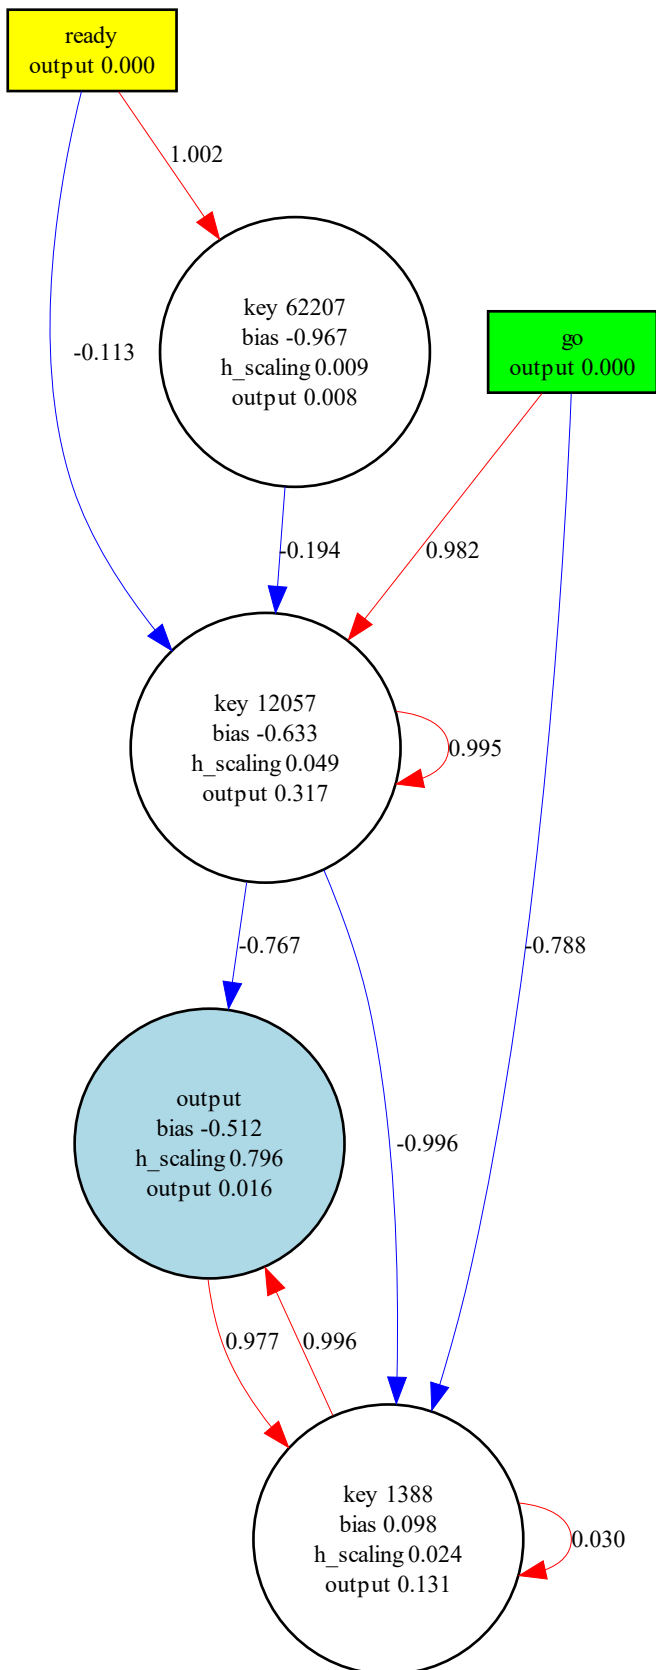 ready
output 0.000
1.002
-0.113
key 62207
bias -0.967
h_scaling 0.009
output 0.008
go
output 0.000
-0.194
0.982
key 12057
bias -0.633
h_scaling 0.049
output 0.317
0.995
-0.767
-0.788
output
bias -0.512
h_scaling 0.796
output 0.016
-0.996
0.977
0.996
key 1388
bias 0.098
h_scaling 0.024
output 0.131
0.030